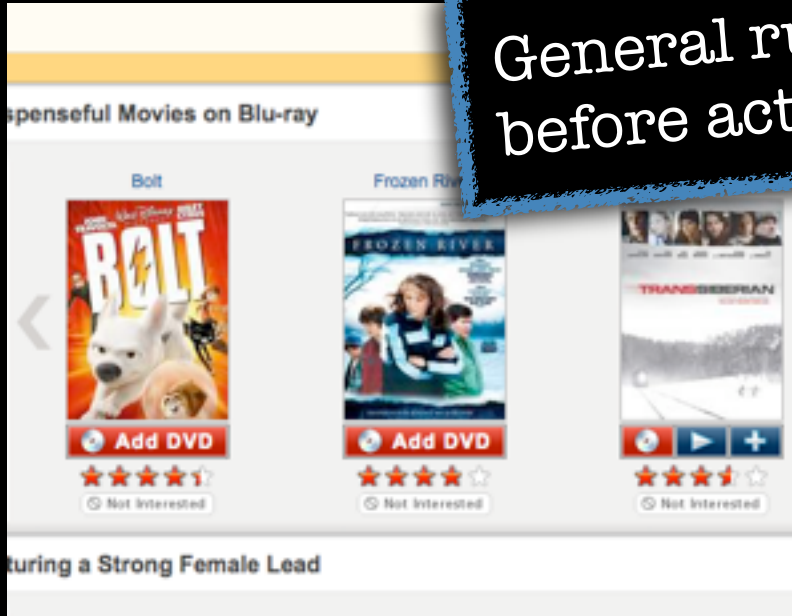 General ru
before act
spenseful Movies on Blu-ray
Bolt
Frozen Riv
BOLT
FROZEN RIVER
TRANSSIBERIAN
Add DVD
Add DVD
Not Interested
Not Interested
Not Interested
turing a Strong Female Lead